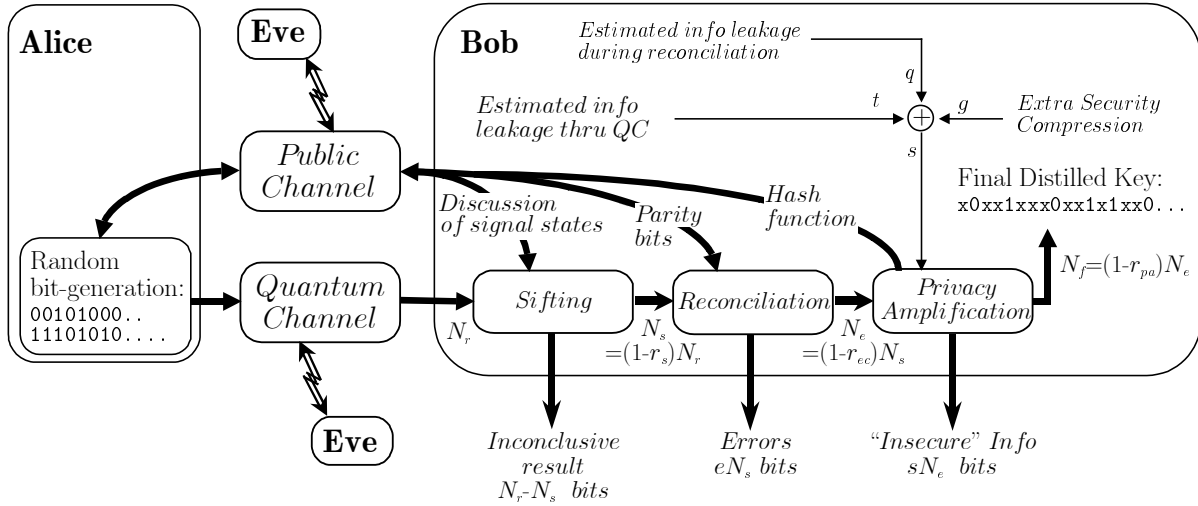 Alice
Eve
Bob
Estimated info leakage
during reconciliation
q
Estimated info
leakage thru QC
t
+
g
Extra Security
Compression
s
Public
Channel
Final Distilled Key:
x0xx1xxx0xx1x1xx0...
Discussion
of signal states
Parity
bits
Hash
function
Random
bit-generation:
00101000..
11101010....
Quantum
Channel
N_r
Sifting
N_s
=(1-r_s)N_r
Reconciliation
N_e
=(1-r_ec)N_s
Privacy
Amplification
N_f=(1-r_pa)N_e
Eve
Inconclusive
result
N_r-N_s bits
Errors
eN_s bits
“Insecure” Info
sN_e bits